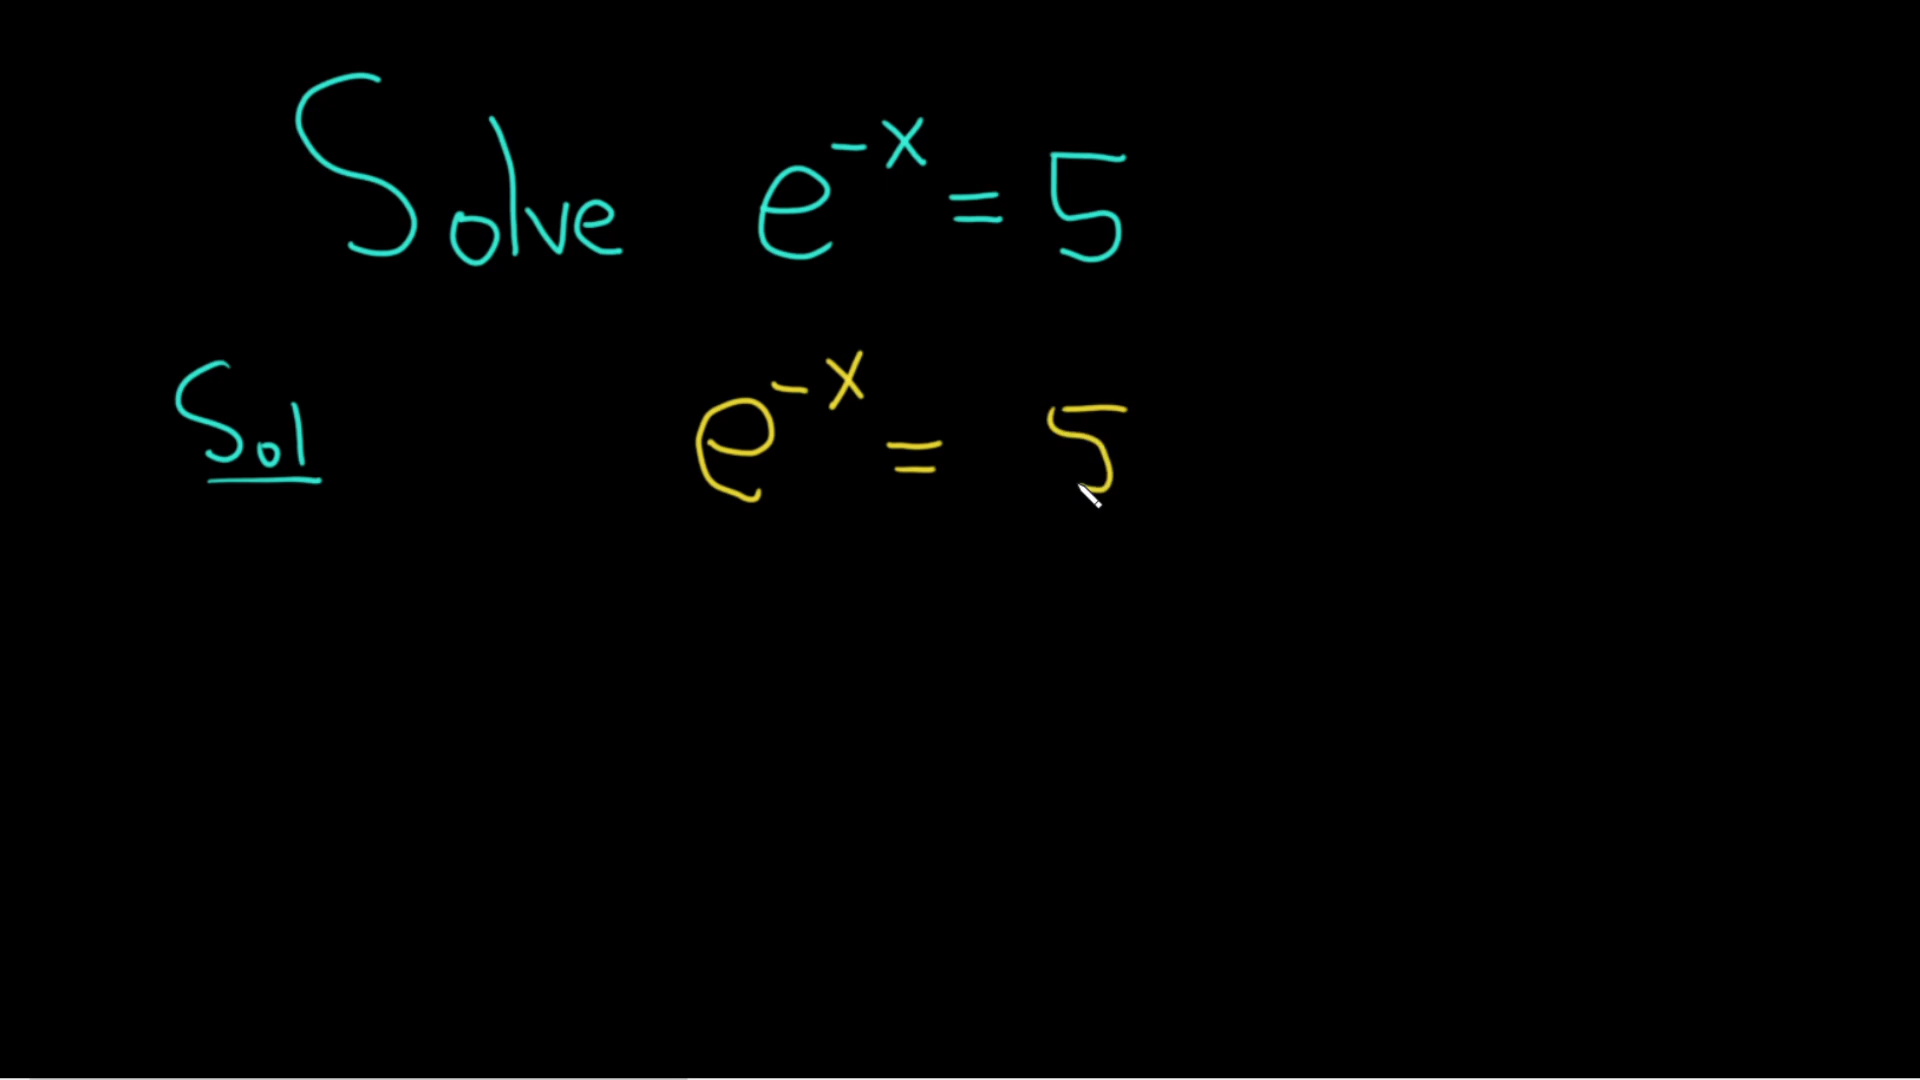 Solve e^{-x} = 5
Sol e^{-x} = 5